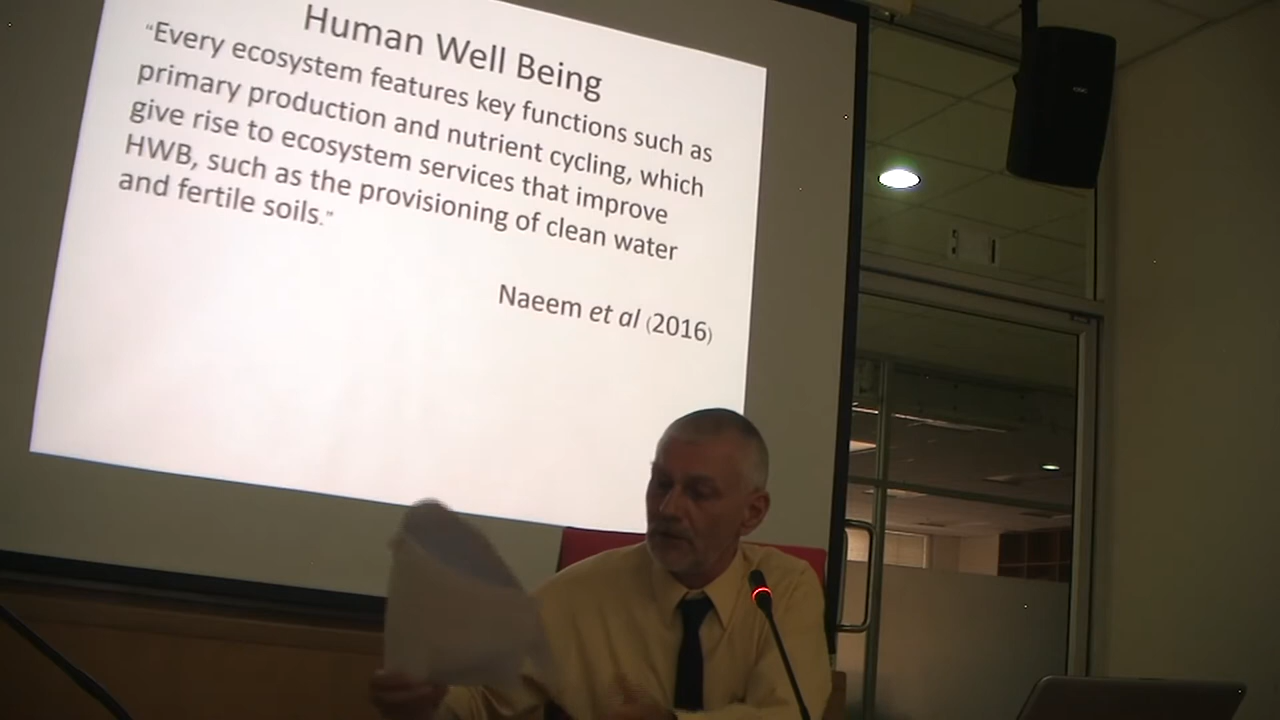 Human Well Being
“Every ecosystem features key functions such as
primary production and nutrient cycling, which
give rise to ecosystem services that improve
HWB, such as the provisioning of clean water
and fertile soils.”
Naeem et al (2016)